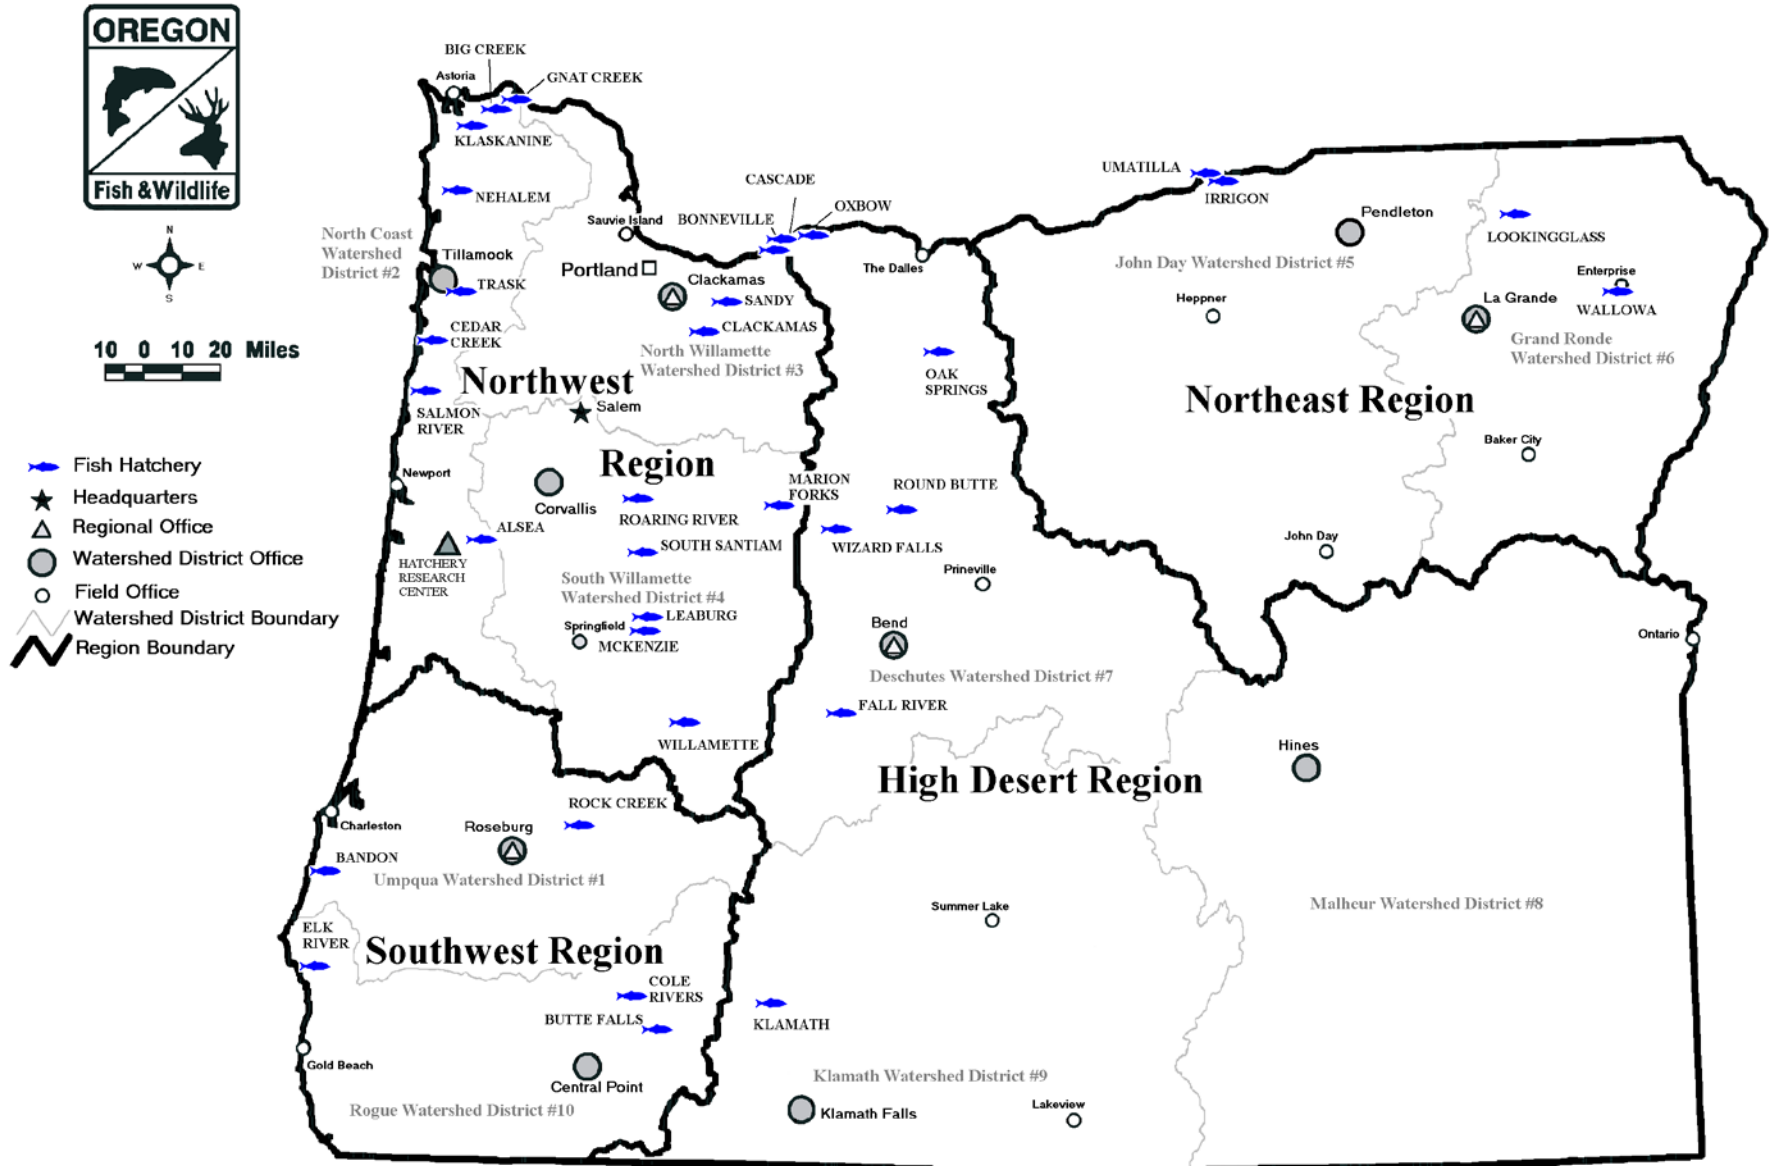 OREGON
Fish & Wildlife
N
W
E
S
10 0 10 20 Miles
Fish Hatchery
Headquarters
Regional Office
Watershed District Office
Field Office
Watershed District Boundary
Region Boundary
BIG CREEK
Astoria
GNAT CREEK
KLASKANINE
NEHALEM
North Coast
Watershed
District #2
Tillamook
TRASK
CEDAR
CREEK
SALMON
RIVER
Newport
ALSEA
HATCHERY
RESEARCH
CENTER
Sauvie Island
Portland
CASCADE
BONNEVILLE
OXBOW
Clackamas
SANDY
CLACKAMAS
North Willamette
Watershed District #3
Northwest
Salem
Region
Corvallis
ROARING RIVER
SOUTH SANTIAM
South Willamette
Watershed District #4
LEABURG
Springfield
MCKENZIE
WILLAMETTE
MARION
FORKS
The Dalles
OAK
SPRINGS
ROUND BUTTE
WIZARD FALLS
Prineville
Bend
Deschutes Watershed District #7
FALL RIVER
High Desert Region
UMATILLA
IRRIGON
Pendleton
LOOKINGGLASS
John Day Watershed District #5
Enterprise
WALLOWA
Heppner
La Grande
Grand Ronde
Watershed District #6
Northeast Region
Baker City
John Day
Ontario
Hines
Malheur Watershed District #8
Summer Lake
KLAMATH
Klamath Watershed District #9
Klamath Falls
Lakeview
ROCK CREEK
Charleston
Roseburg
BANDON
Umpqua Watershed District #1
ELK
RIVER
Southwest Region
COLE
RIVERS
BUTTE FALLS
Gold Beach
Central Point
Rogue Watershed District #10